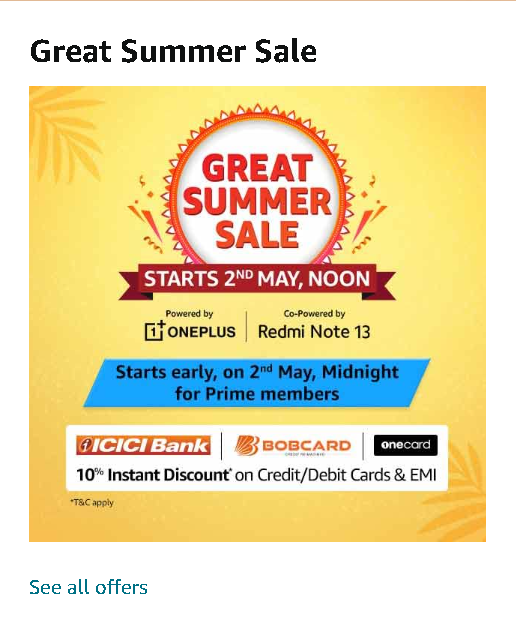 Great Summer Sale
GREAT
SUMMER
SALE
STARTS 2ND MAY, NOON
Powered by
1+ ONEPLUS
Co-Powered by
Redmi Note 13
Starts early, on 2nd May, Midnight
for Prime members
ICICI Bank
BOBCARD
onecard
10% Instant Discount* on Credit/Debit Cards & EMI
*T&C apply
See all offers